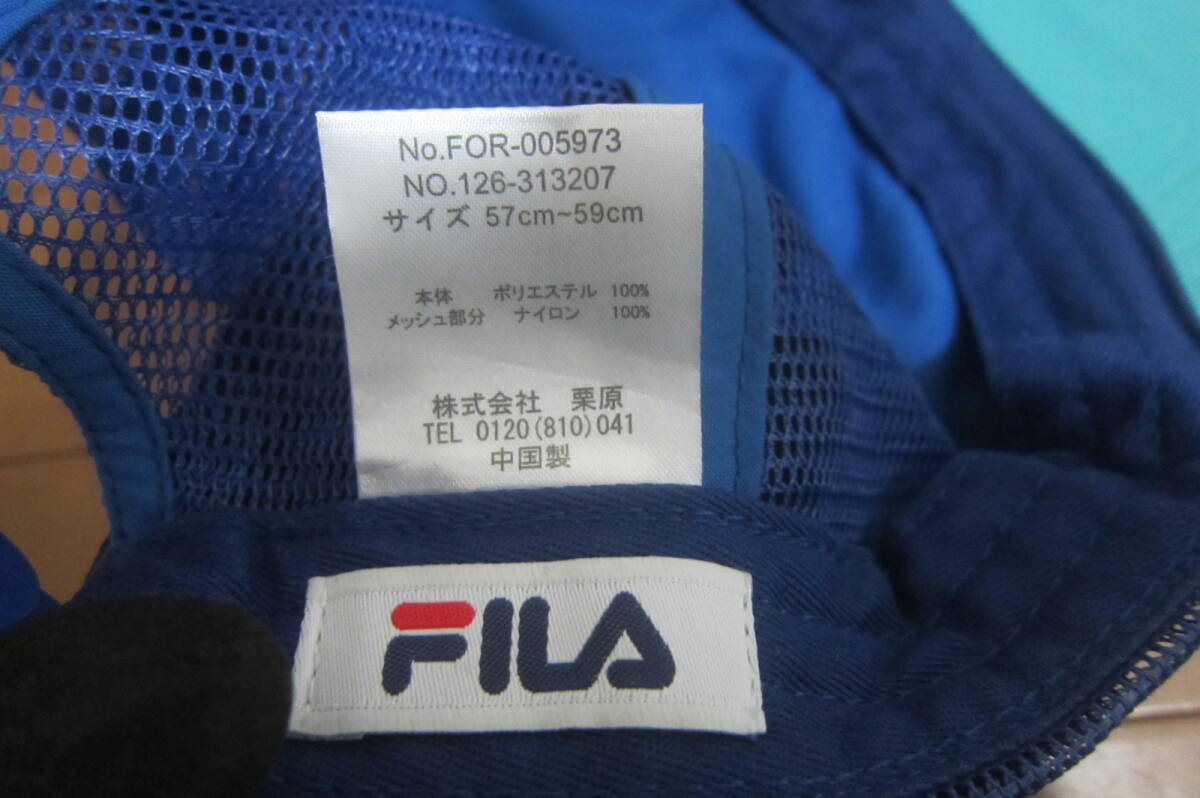 No.FOR-005973
NO.126-313207
サイズ 57cm~59cm
本体 ポリエステル 100%
メッシュ部分 ナイロン 100%
株式会社 栗原
TEL 0120(810)041
中国製
FILA